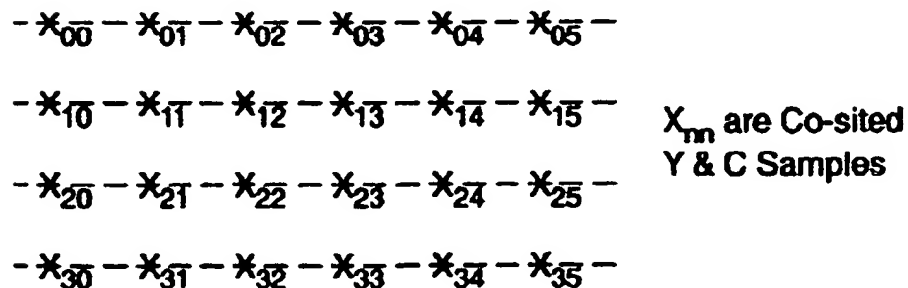 X00 X01 X02 X03 X04 X05
X10 X11 X12 X13 X14 X15
Xnn are Co-sited
Y & C Samples
X20 X21 X22 X23 X24 X25
X30 X31 X32 X33 X34 X35